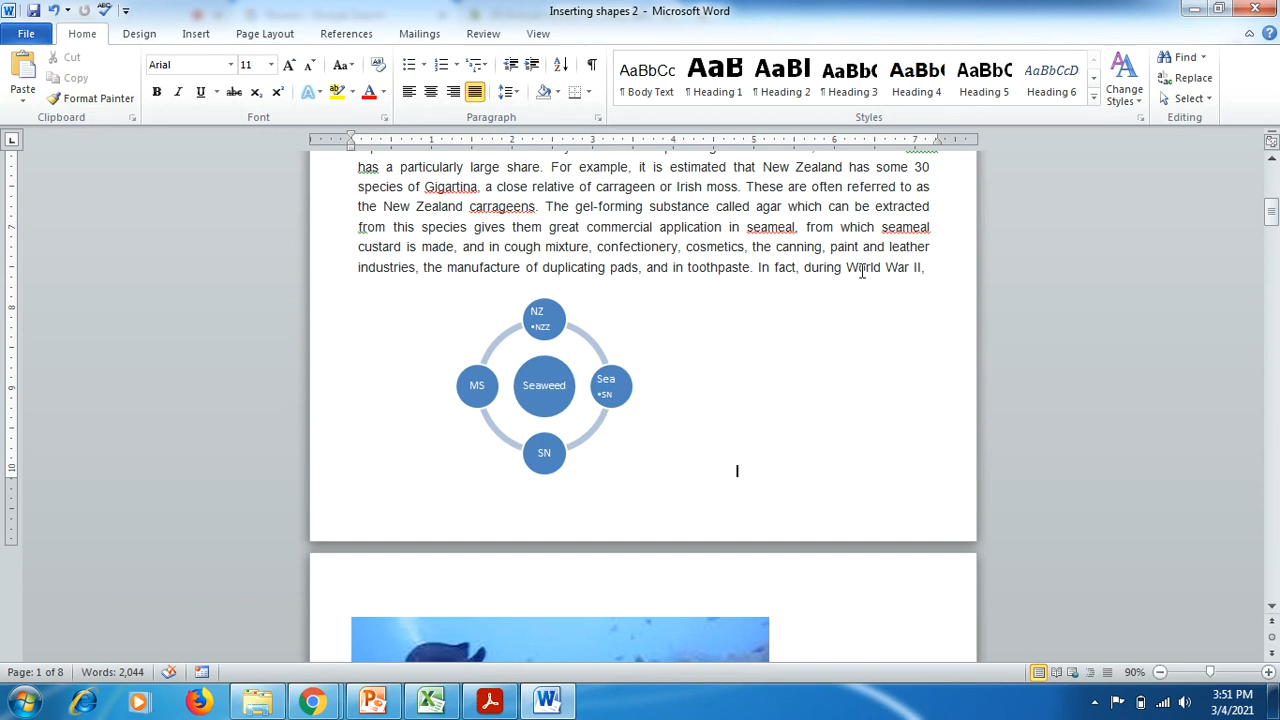 Inserting shapes 2 - Microsoft Word
File Home Design Insert Page Layout References Mailings Review View
Cut
Copy
Paste
Format Painter
Clipboard
Arial 11
Font
Paragraph
AaBbCc AaBb AaBbI AaBb( AaBbC AaBbC AaBbCcD
¶ Body Text ¶ Heading 1 ¶ Heading 2 ¶ Heading 3 Heading 4 Heading 5 Heading 6
Styles
Change Styles
Find
Replace
Select
Editing
has a particularly large share. For example, it is estimated that New Zealand has some 30
species of Gigartina, a close relative of carrageen or Irish moss. These are often referred to as
the New Zealand carrageens. The gel-forming substance called agar which can be extracted
from this species gives them great commercial application in seameal, from which seameal
custard is made, and in cough mixture, confectionery, cosmetics, the canning, paint and leather
industries, the manufacture of duplicating pads, and in toothpaste. In fact, during World War II,
NZ
•NZZ
MS
Seaweed
Sea
•SN
SN
Page: 1 of 8 Words: 2,044 90%
3:51 PM
3/4/2021